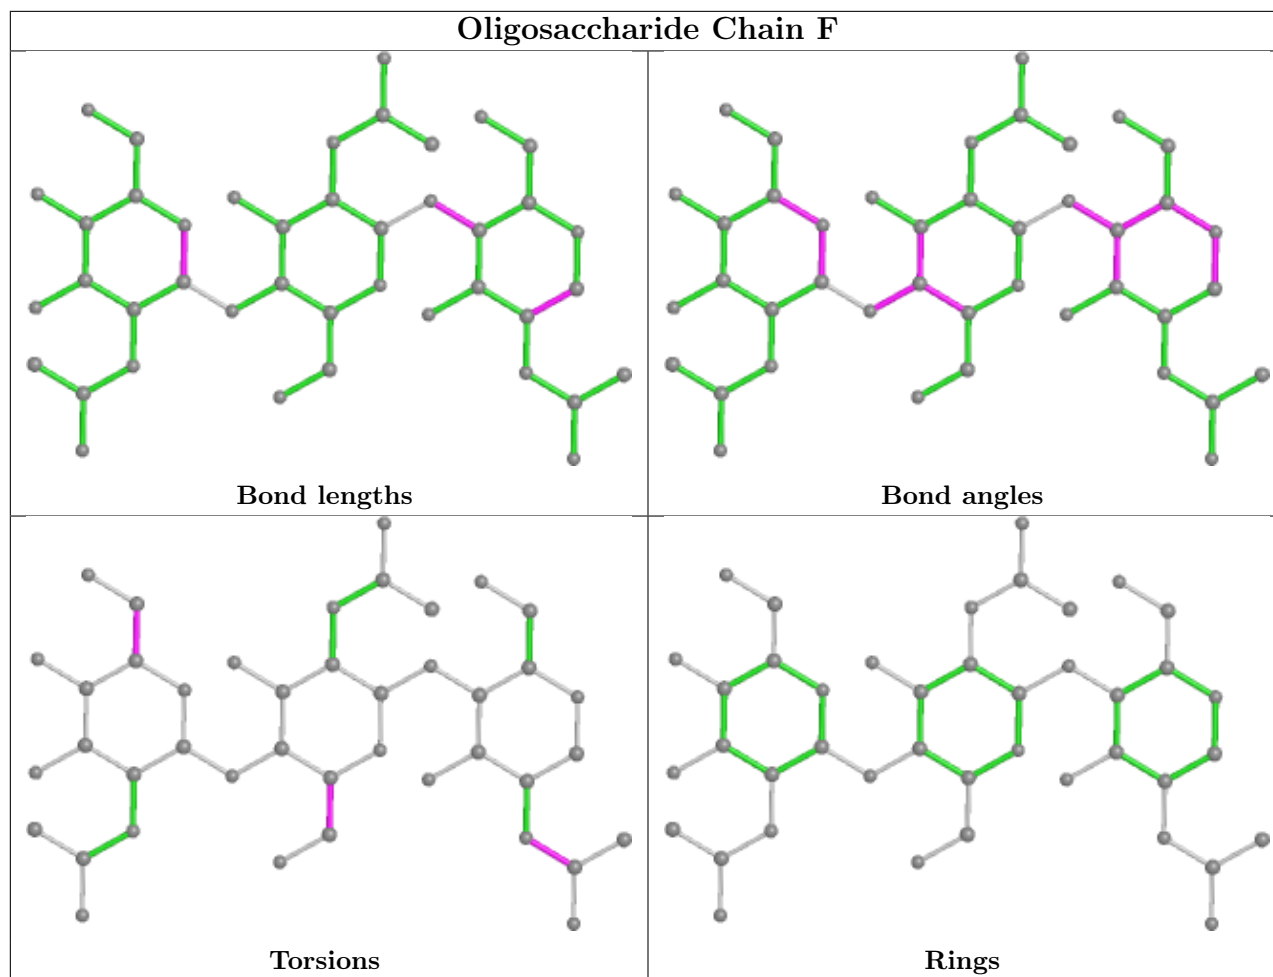 Oligosaccharide Chain F
Bond lengths
Bond angles
Torsions
Rings